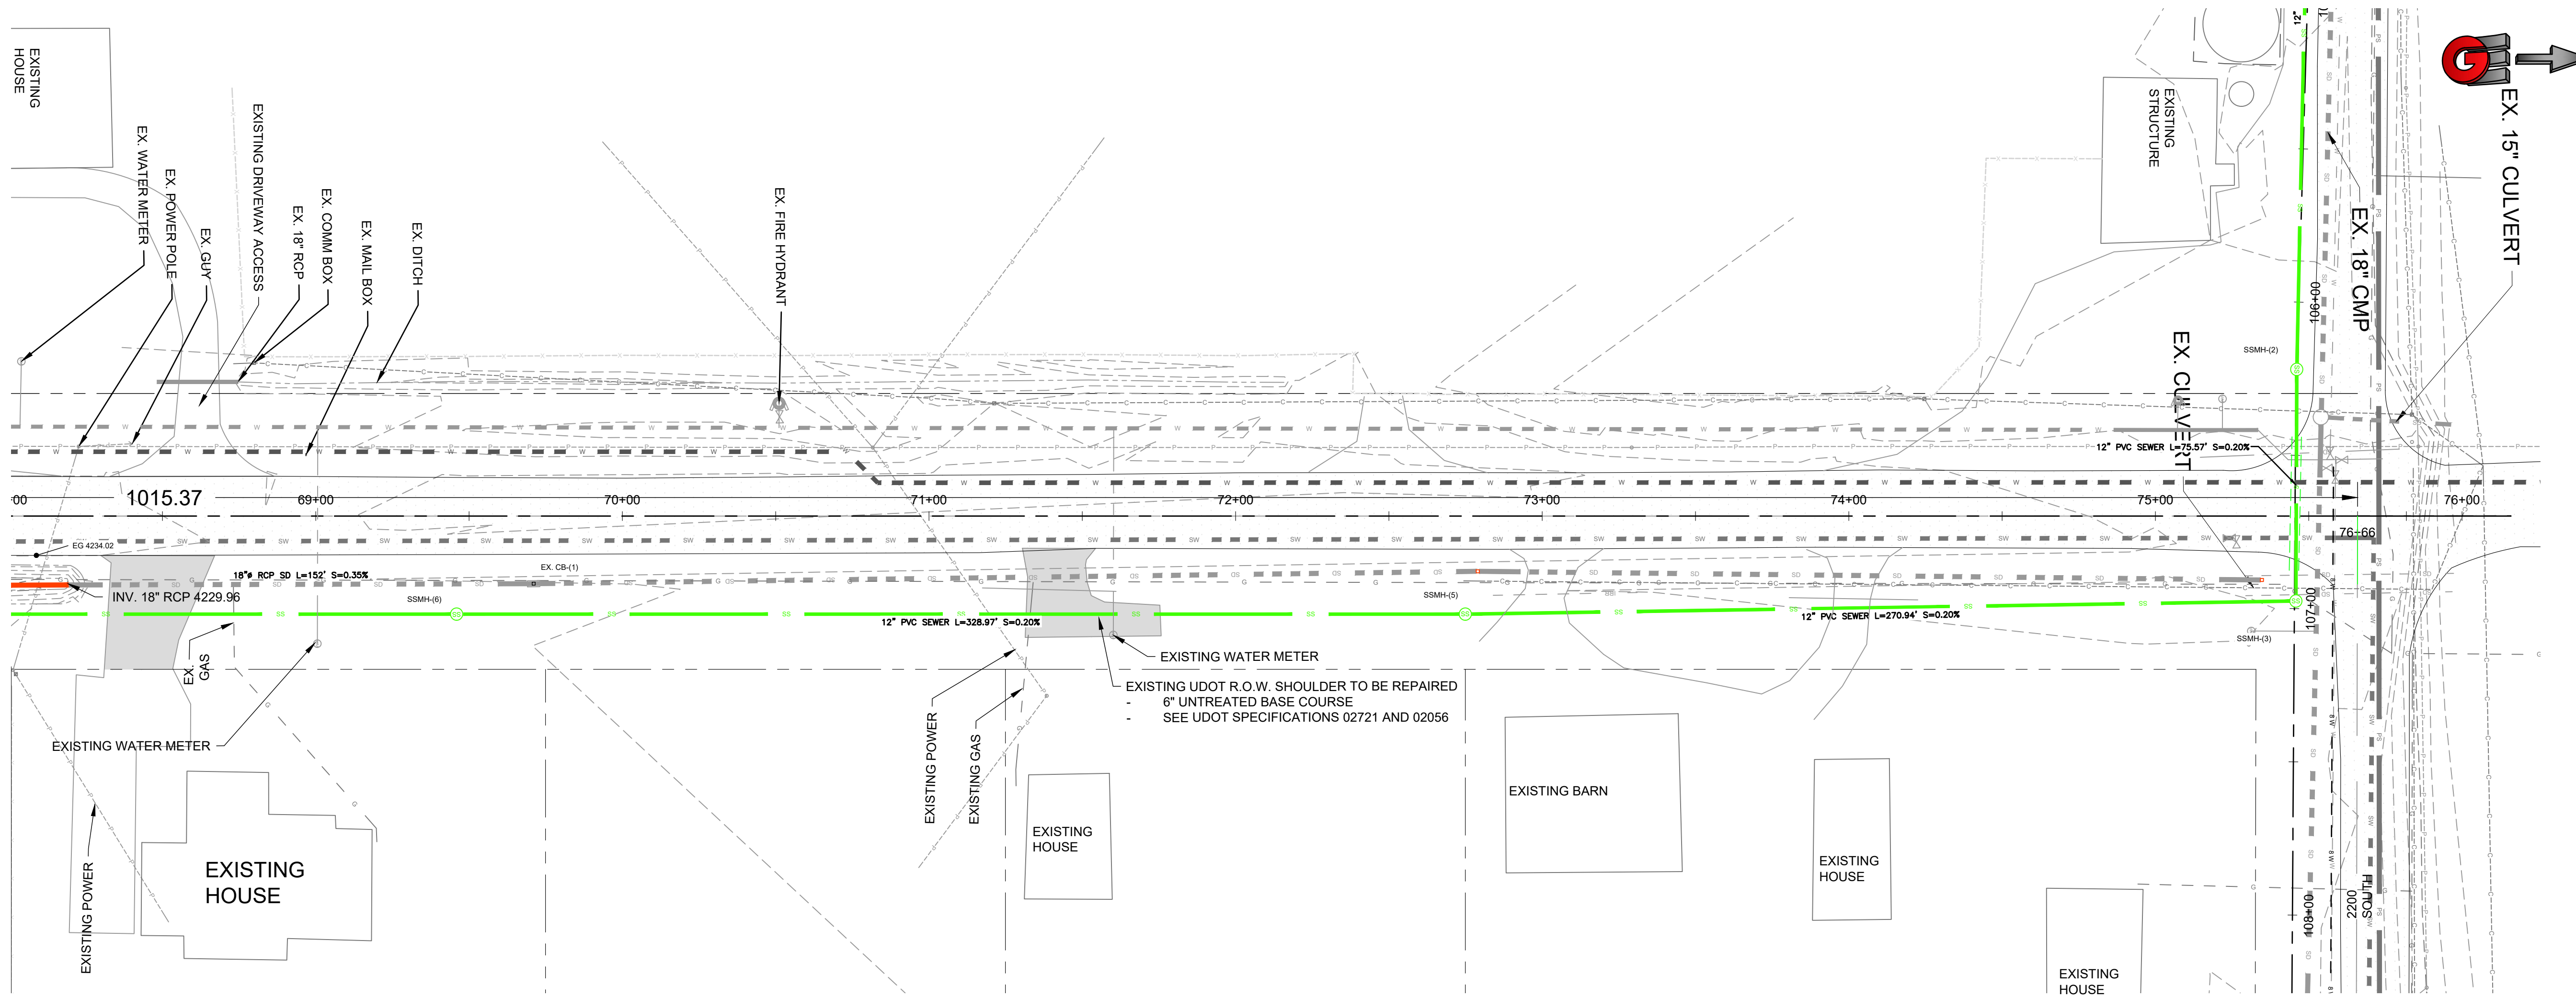 EXISTING
HOUSE
EX. WATER METER
EX. POWER POLE
EX. GUY
EXISTING DRIVEWAY ACCESS
EX. 18" RCP
EX. COMM BOX
EX. MAIL BOX
EX. DITCH
EX. FIRE HYDRANT
EXISTING
STRUCTURE
12"
G
EX. 15" CULVERT
EX. 18" CMP
EX. CULVERT
106+00
SSMH-(2)
12" PVC SEWER L=75.57' S=0.20%
1015.37
69+00
70+00
71+00
72+00
73+00
74+00
75+00
76+00
76+66
EG 4234.02
18"ø RCP SD L=152' S=0.35%
EX. CB-(1)
INV. 18" RCP 4229.96
SSMH-(6)
SSMH-(5)
12" PVC SEWER L=328.97' S=0.20%
12" PVC SEWER L=270.94' S=0.20%
107+00
SSMH-(3)
EX.
GAS
EXISTING WATER METER
EXISTING WATER METER
EXISTING UDOT R.O.W. SHOULDER TO BE REPAIRED
- 6" UNTREATED BASE COURSE
- SEE UDOT SPECIFICATIONS 02721 AND 02056
EXISTING POWER
EXISTING GAS
EXISTING POWER
EXISTING
HOUSE
EXISTING
HOUSE
EXISTING BARN
EXISTING
HOUSE
EXISTING
HOUSE
108+00
2200
SOUTH